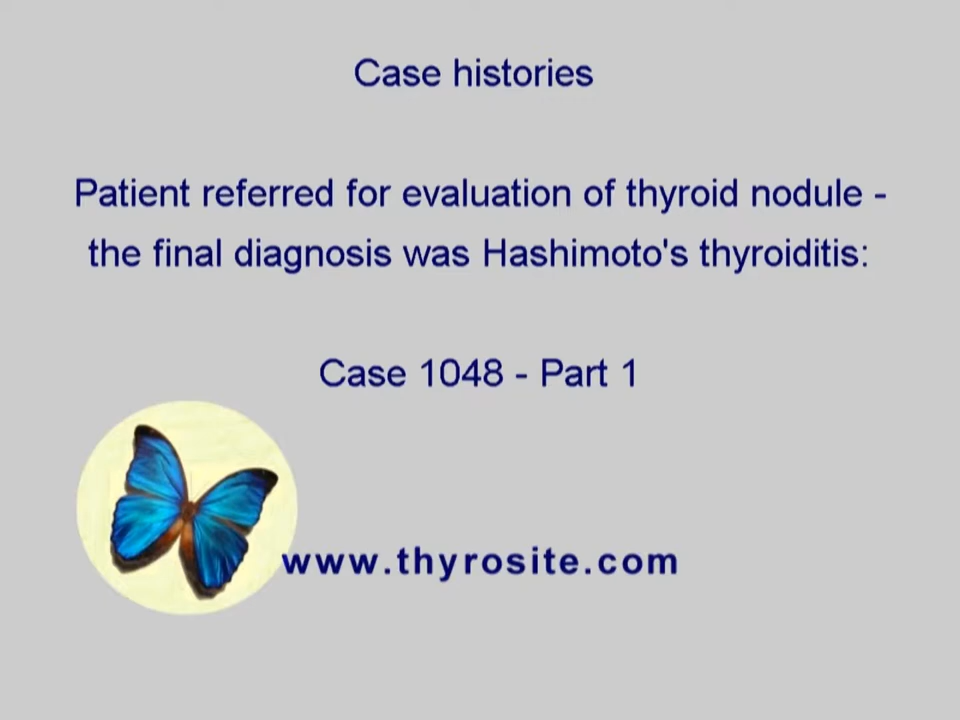 Case histories
Patient referred for evaluation of thyroid nodule -
the final diagnosis was Hashimoto's thyroiditis:
Case 1048 - Part 1
www.thyrosite.com